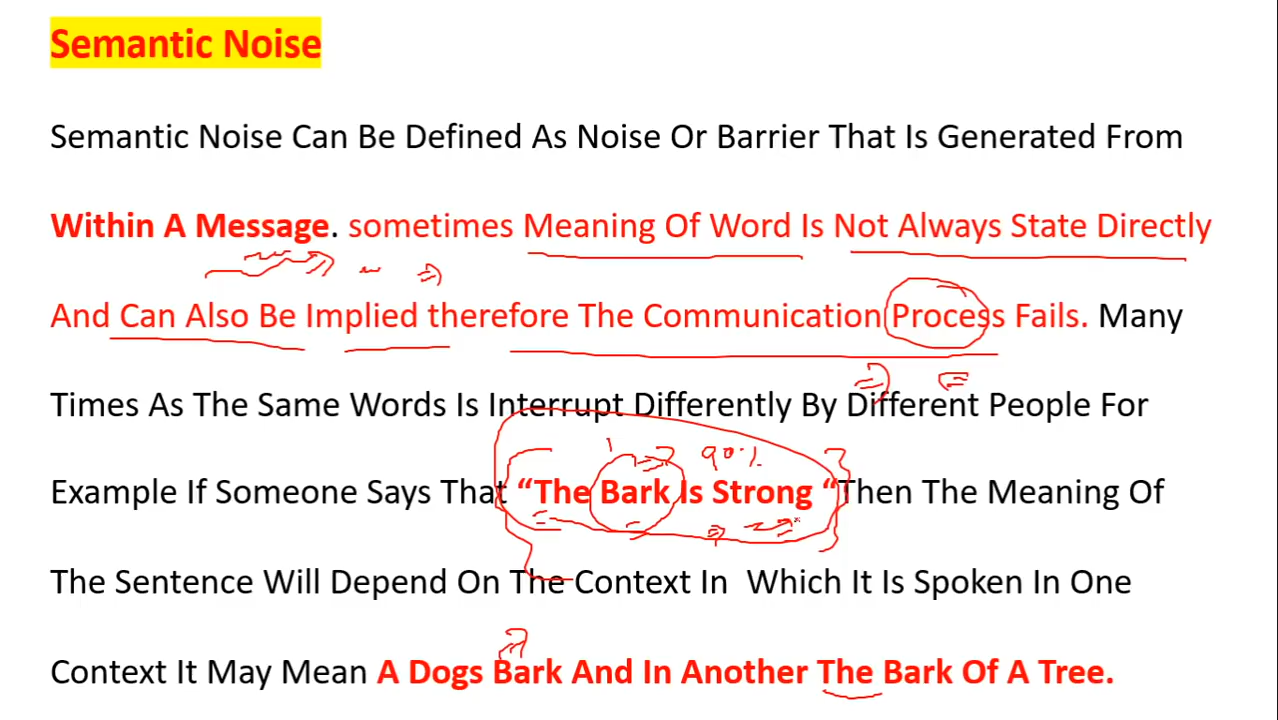 Semantic Noise
Semantic Noise Can Be Defined As Noise Or Barrier That Is Generated From
Within A Message. sometimes Meaning Of Word Is Not Always State Directly
And Can Also Be Implied therefore The Communication Process Fails. Many
Times As The Same Words Is Interrupt Differently By Different People For
90%
Example If Someone Says That “The Bark Is Strong “Then The Meaning Of
The Sentence Will Depend On The Context In Which It Is Spoken In One
Context It May Mean A Dogs Bark And In Another The Bark Of A Tree.